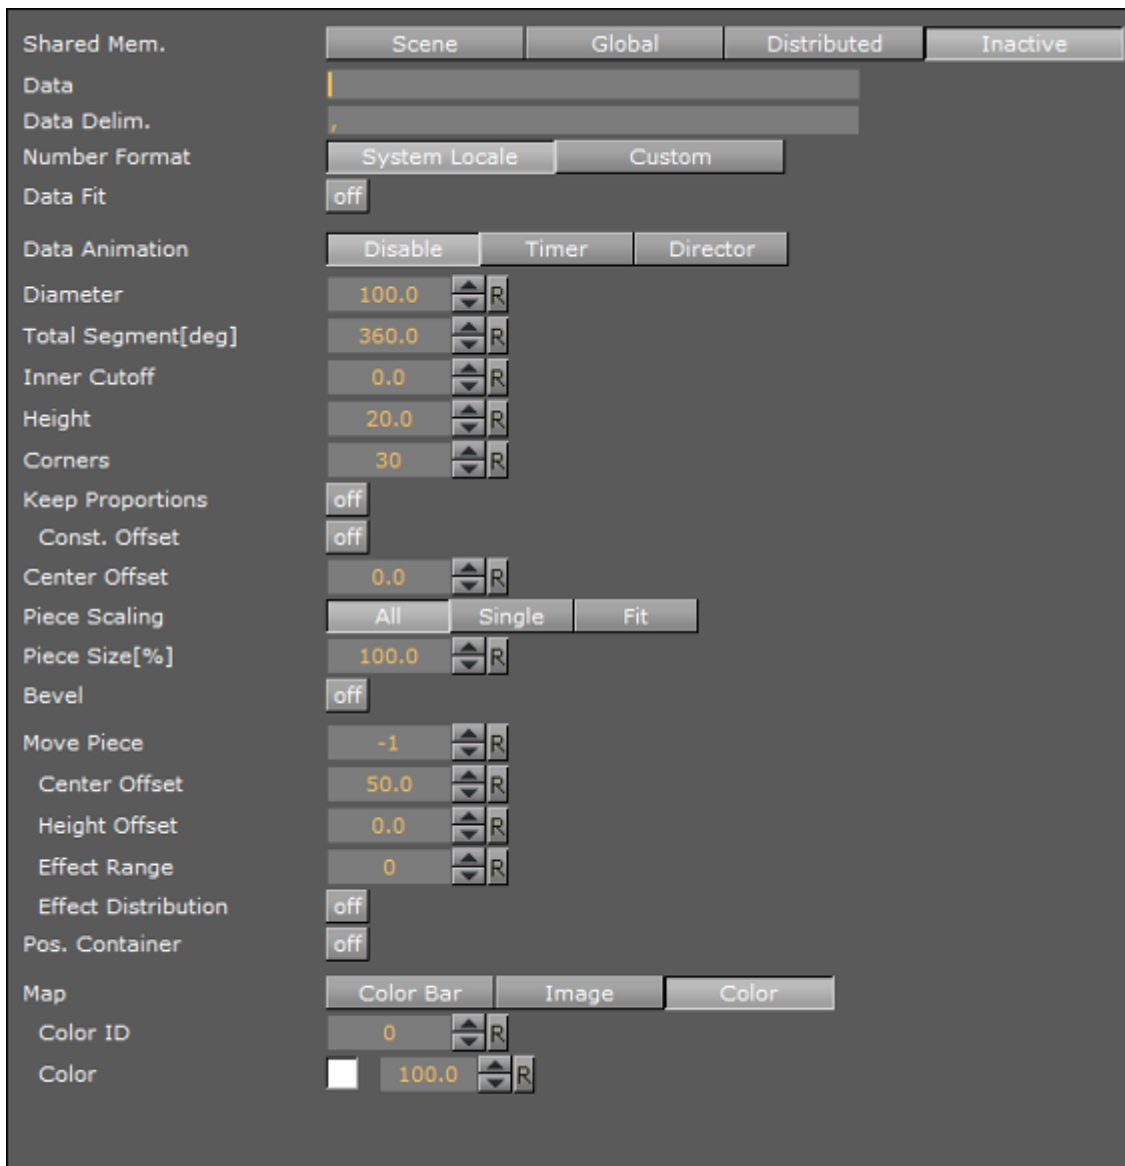 Shared Mem. Scene Global Distributed Inactive
Data
Data Delim. ,
Number Format System Locale Custom
Data Fit off
Data Animation Disable Timer Director
Diameter 100.0 R
Total Segment[deg] 360.0 R
Inner Cutoff 0.0 R
Height 20.0 R
Corners 30 R
Keep Proportions off
Const. Offset off
Center Offset 0.0 R
Piece Scaling All Single Fit
Piece Size[%] 100.0 R
Bevel off
Move Piece -1 R
Center Offset 50.0 R
Height Offset 0.0 R
Effect Range 0 R
Effect Distribution off
Pos. Container off
Map Color Bar Image Color
Color ID 0 R
Color 100.0 R